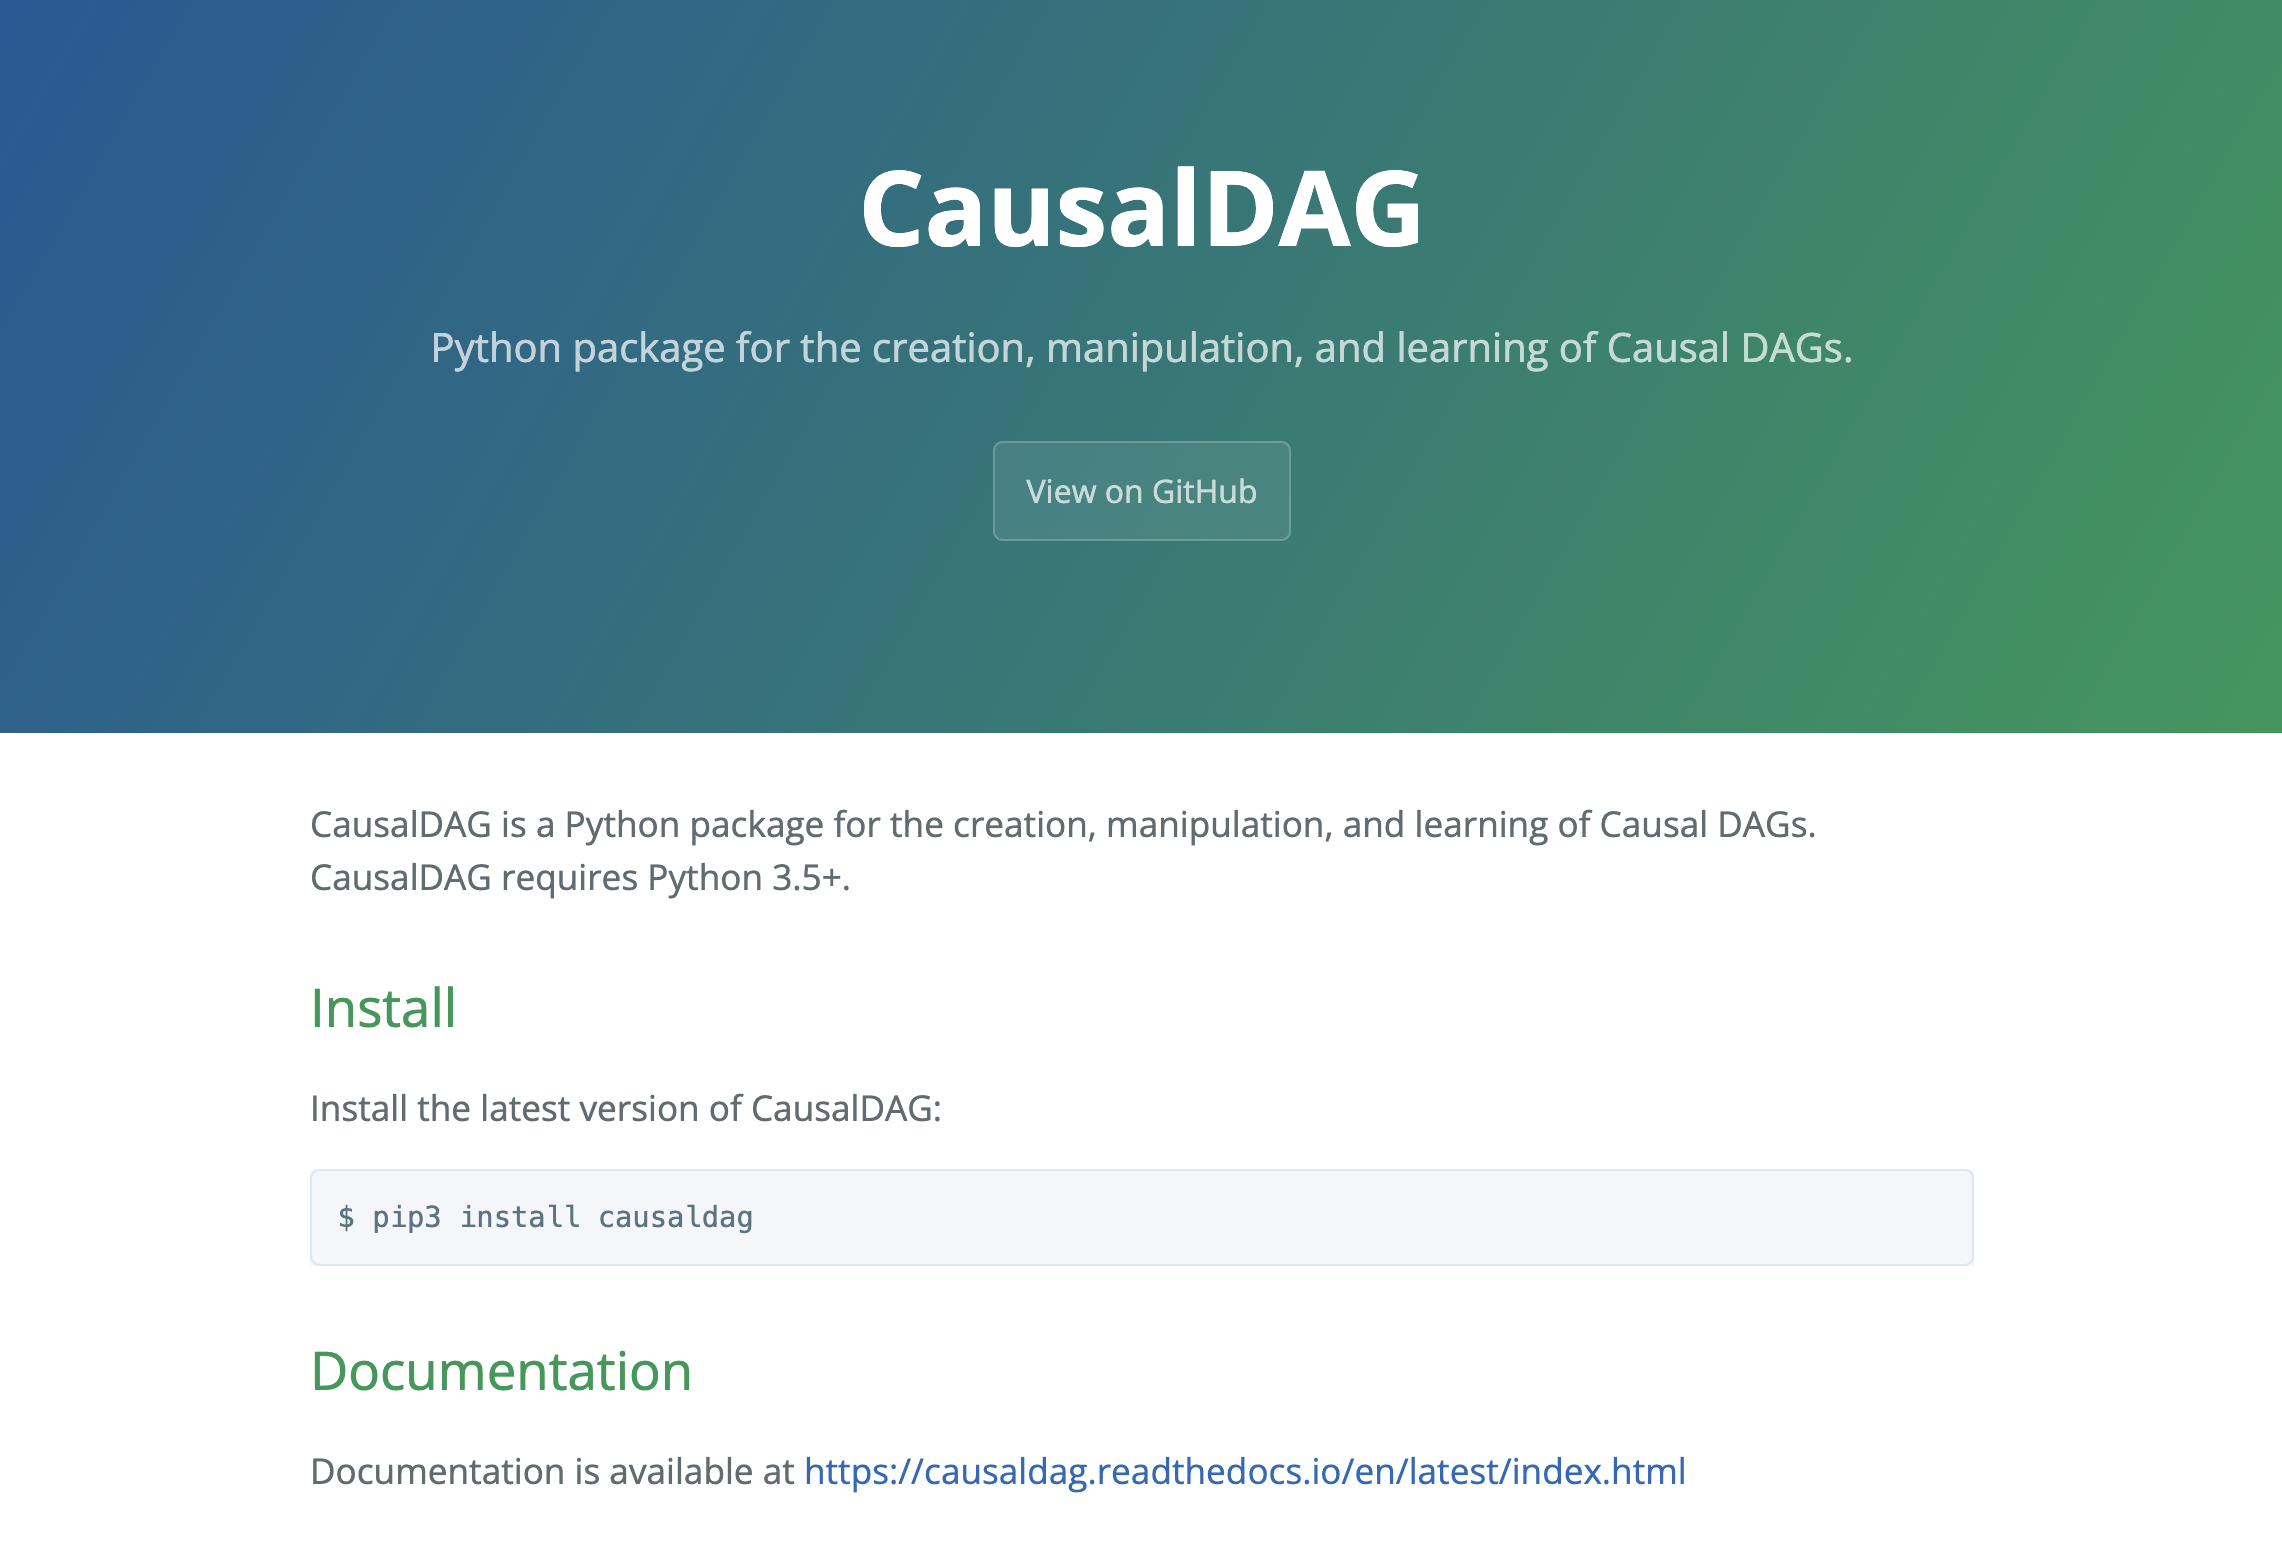 CausalDAG
Python package for the creation, manipulation, and learning of Causal DAGs.
View on GitHub
CausalDAG is a Python package for the creation, manipulation, and learning of Causal DAGs.
CausalDAG requires Python 3.5+.
Install
Install the latest version of CausalDAG:
$ pip3 install causaldag
Documentation
Documentation is available at https://causaldag.readthedocs.io/en/latest/index.html